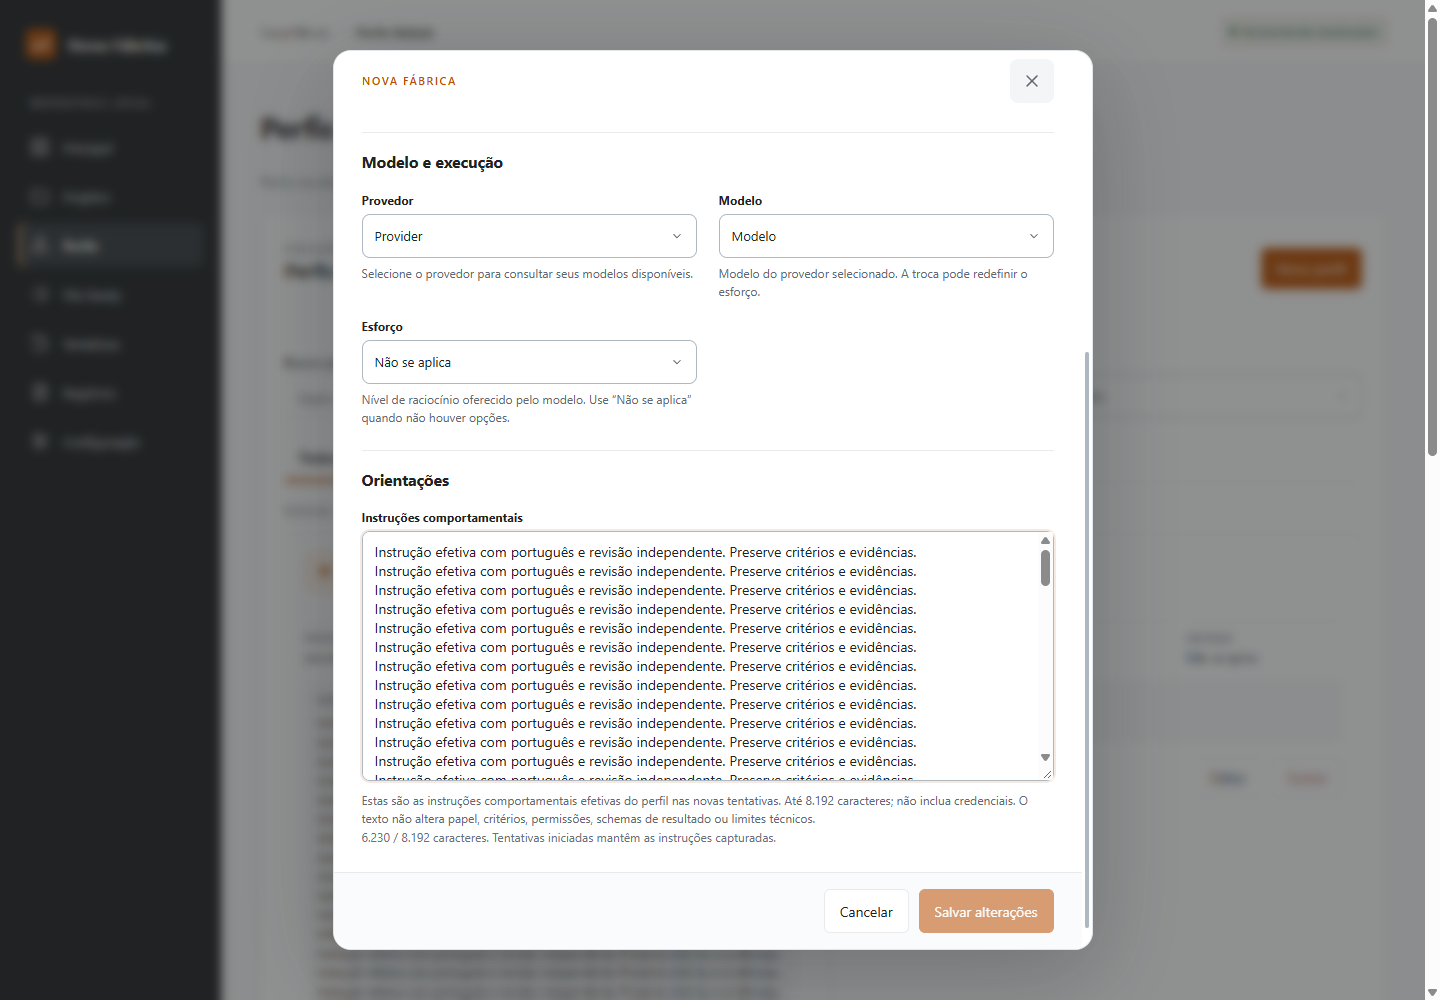 NOVA FÁBRICA
Modelo e execução
Provedor
Modelo
Provider
Modelo
Selecione o provedor para consultar seus modelos disponíveis.
Modelo do provedor selecionado. A troca pode redefinir o
esforço.
Esforço
Não se aplica
Nível de raciocínio oferecido pelo modelo. Use “Não se aplica”
quando não houver opções.
Orientações
Instruções comportamentais
Instrução efetiva com português e revisão independente. Preserve critérios e evidências.
Instrução efetiva com português e revisão independente. Preserve critérios e evidências.
Instrução efetiva com português e revisão independente. Preserve critérios e evidências.
Instrução efetiva com português e revisão independente. Preserve critérios e evidências.
Instrução efetiva com português e revisão independente. Preserve critérios e evidências.
Instrução efetiva com português e revisão independente. Preserve critérios e evidências.
Instrução efetiva com português e revisão independente. Preserve critérios e evidências.
Instrução efetiva com português e revisão independente. Preserve critérios e evidências.
Instrução efetiva com português e revisão independente. Preserve critérios e evidências.
Instrução efetiva com português e revisão independente. Preserve critérios e evidências.
Instrução efetiva com português e revisão independente. Preserve critérios e evidências.
Instrução efetiva com português e revisão independente. Preserve critérios e evidências.
Instrução efetiva com português e revisão independente. Preserve critérios e evidências.
Estas são as instruções comportamentais efetivas do perfil nas novas tentativas. Até 8.192 caracteres; não inclua credenciais. O
texto não altera papel, critérios, permissões, schemas de resultado ou limites técnicos.
6.230 / 8.192 caracteres. Tentativas iniciadas mantêm as instruções capturadas.
Cancelar
Salvar alterações